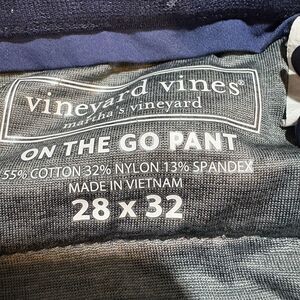 vineyard vines®
martha's vineyard
ON THE GO PANT
55% COTTON 32% NYLON 13% SPANDEX
MADE IN VIETNAM
28 x 32